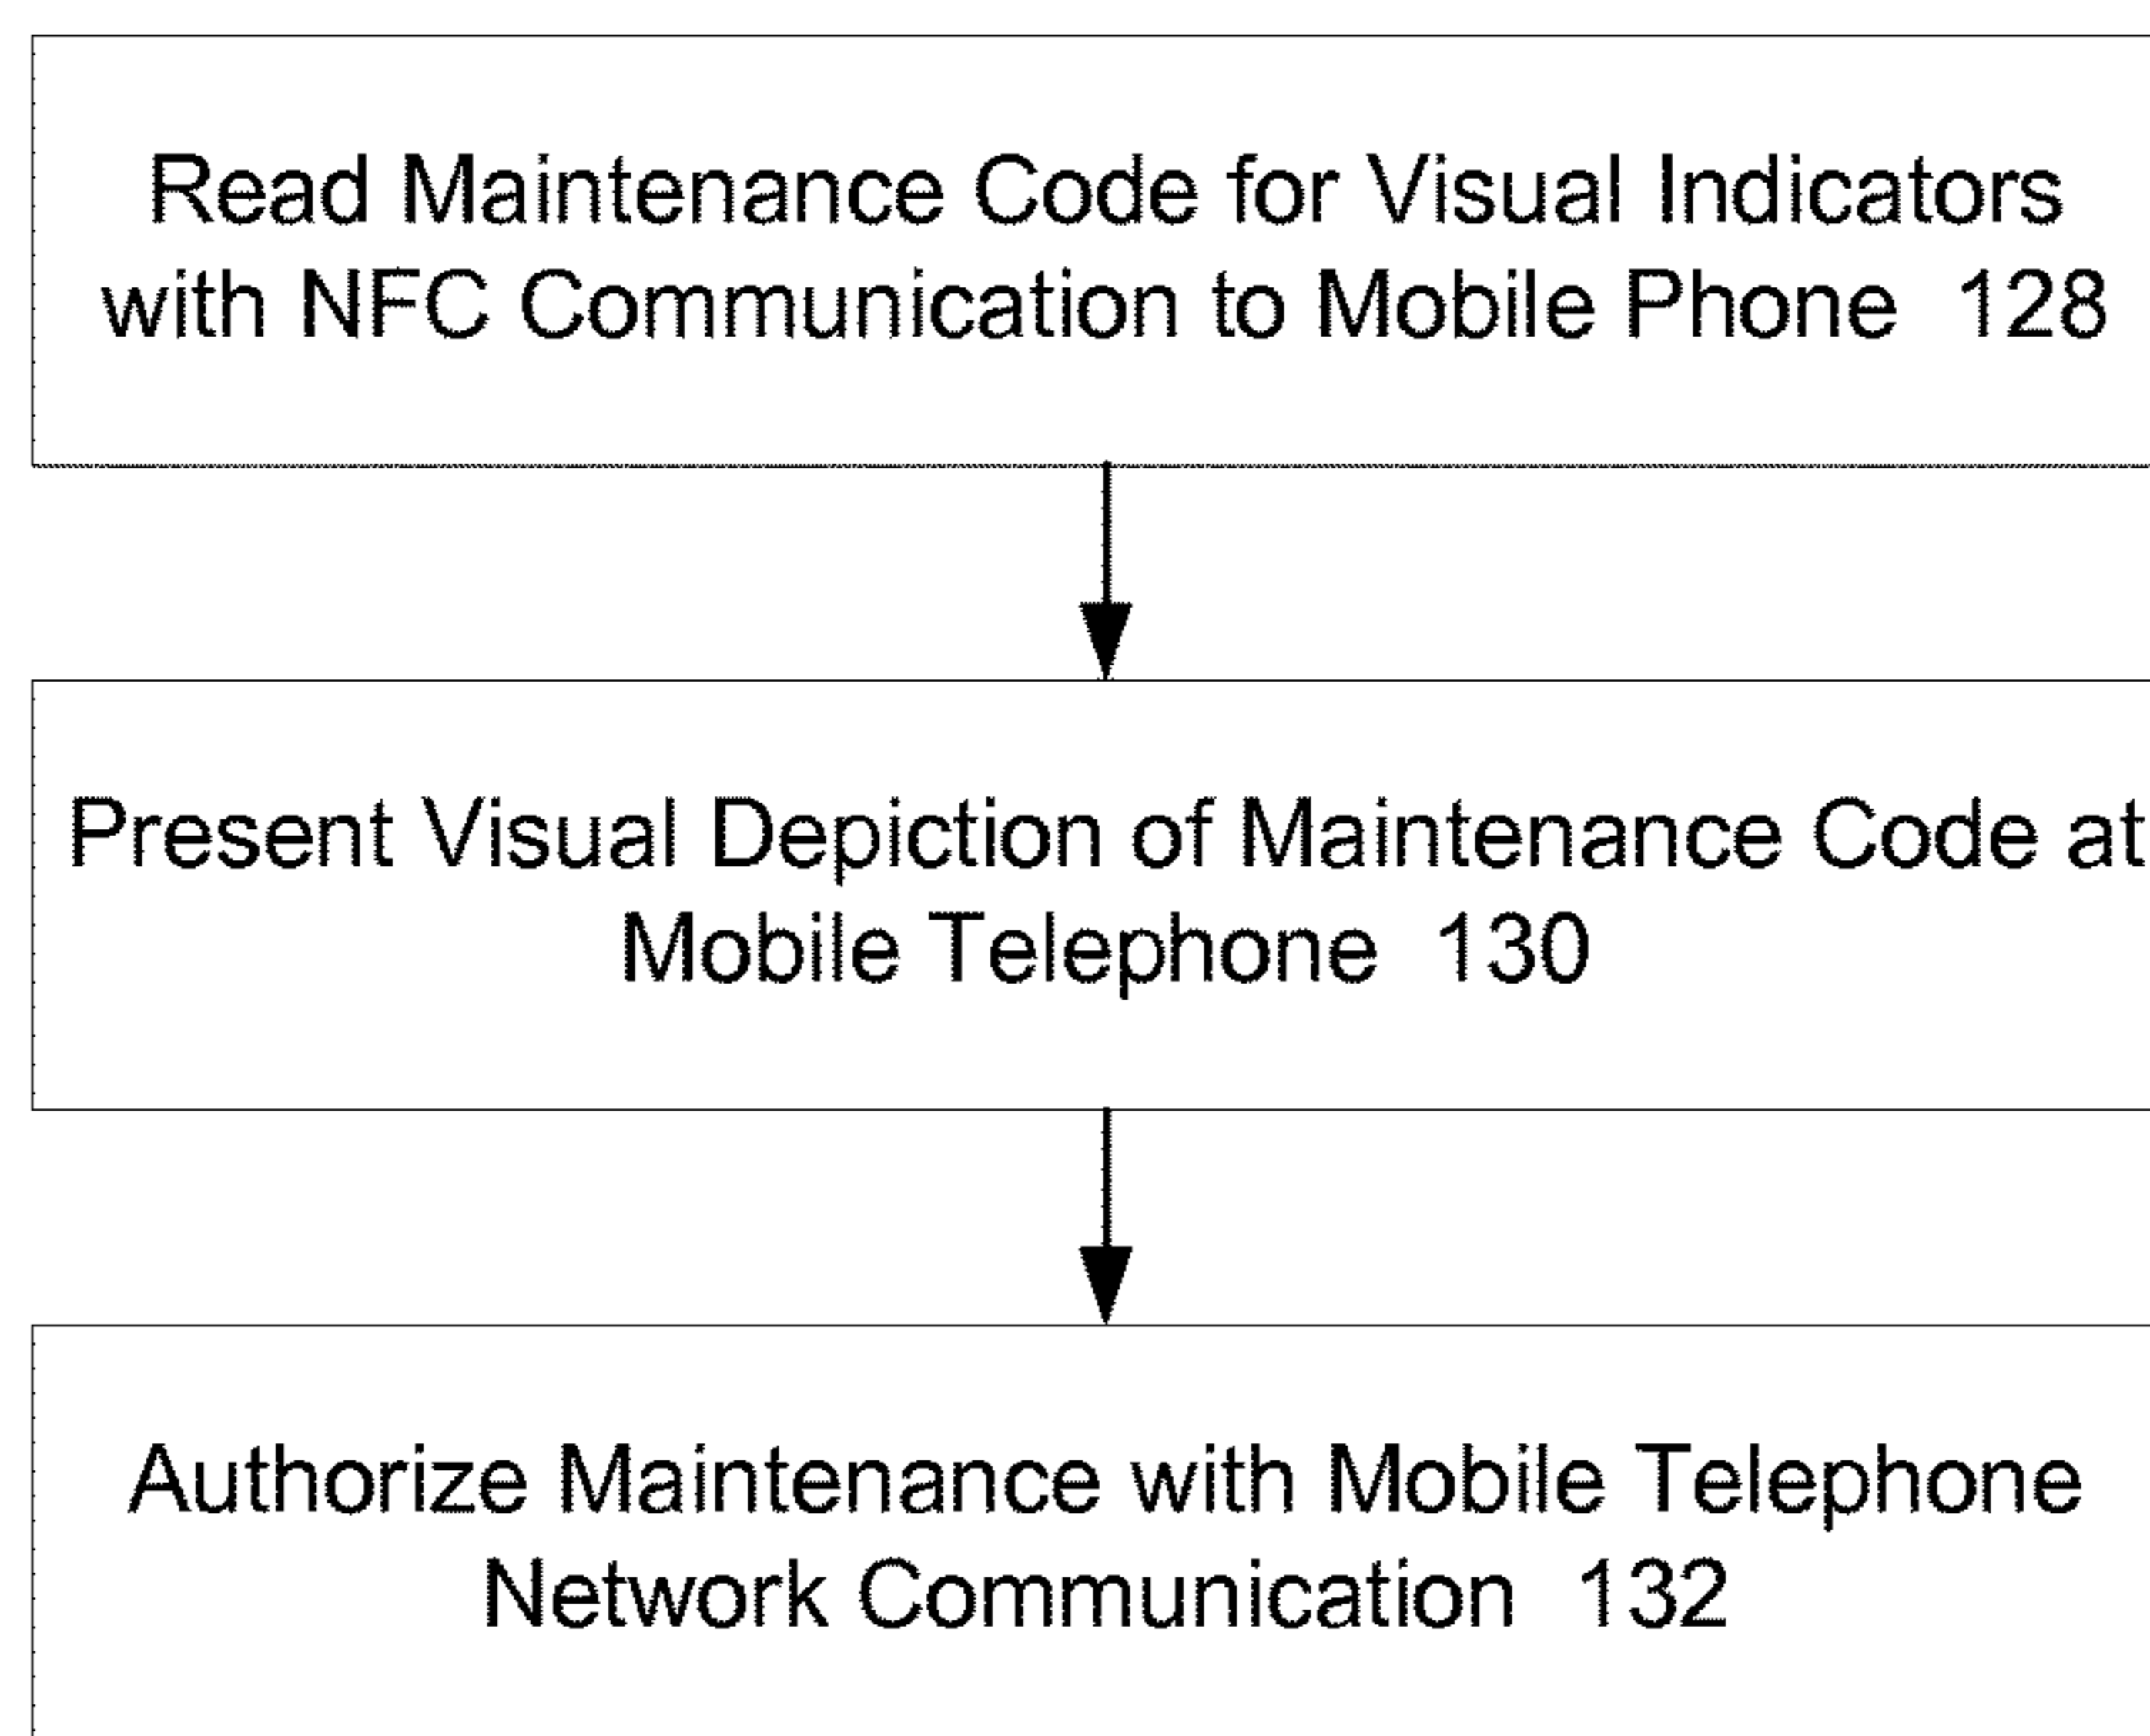 Read Maintenance Code for Visual Indicators
with NFC Communication to Mobile Phone 128
Present Visual Depiction of Maintenance Code at
Mobile Telephone 130
Authorize Maintenance with Mobile Telephone
Network Communication 132